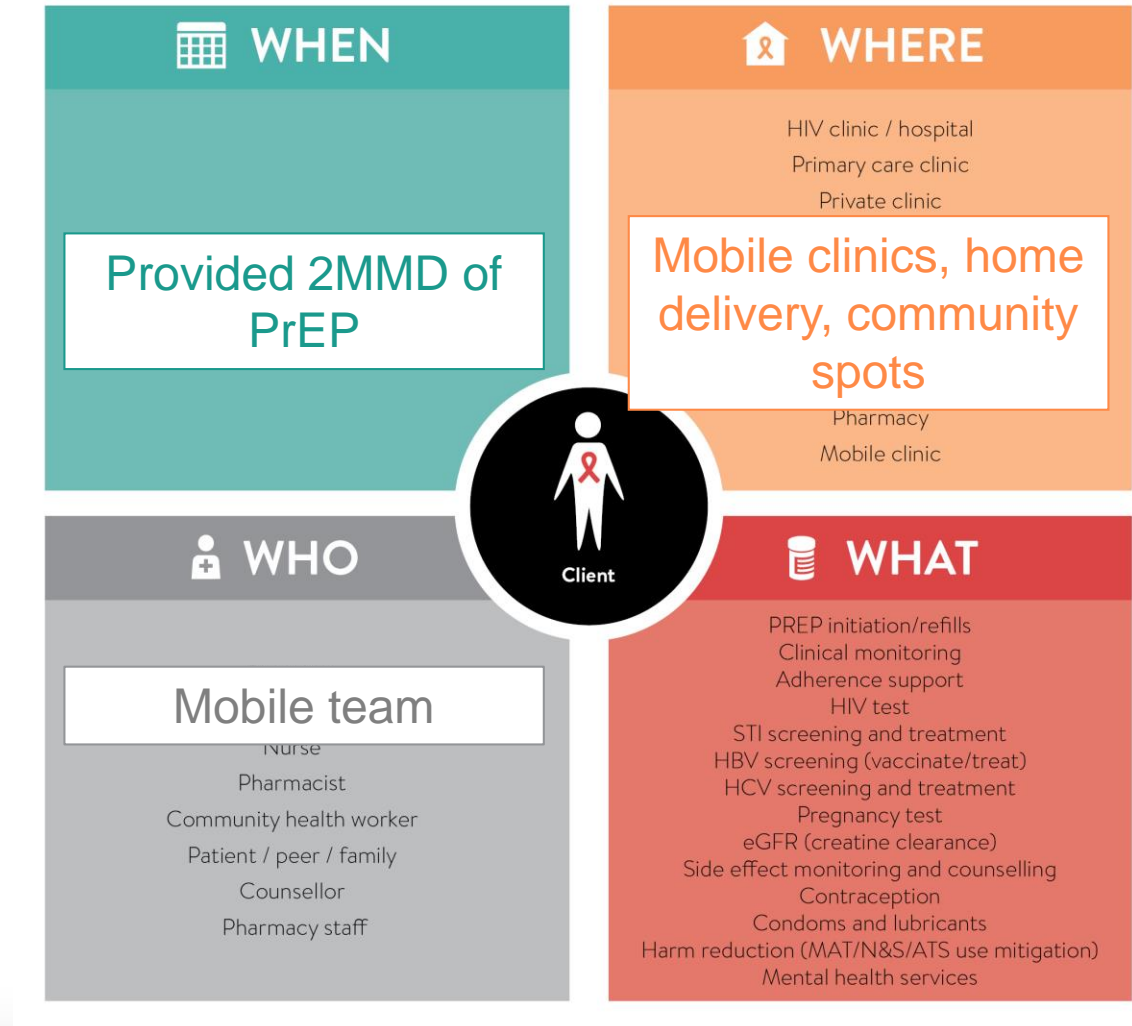 WHEN
Provided 2MMD of
PrEP
WHERE
HIV clinic / hospital
Primary care clinic
Private clinic
Mobile clinics, home
delivery, community
spots
Pharmacy
Mobile clinic
Client
WHO
Mobile team
Nurse
Pharmacist
Community health worker
Patient / peer / family
Counsellor
Pharmacy staff
WHAT
PREP initiation/refills
Clinical monitoring
Adherence support
HIV test
STI screening and treatment
HBV screening (vaccinate/treat)
HCV screening and treatment
Pregnancy test
eGFR (creatine clearance)
Side effect monitoring and counselling
Contraception
Condoms and lubricants
Harm reduction (MAT/N&S/ATS use mitigation)
Mental health services